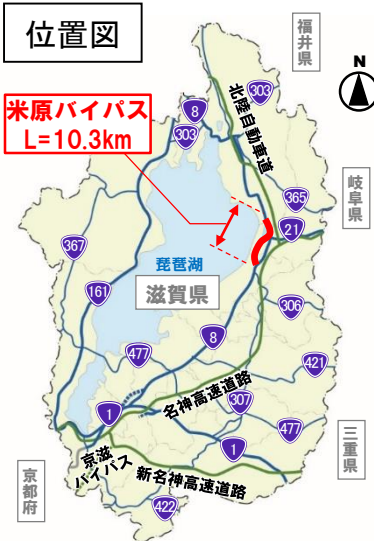 位置図
福井県
N
米原バイパス
L=10.3km
8
303
303
北陸自動車道
365
岐阜県
21
367
琵琶湖
161
滋賀県
306
8
477
421
名神高速道路
307
1
477
三重県
1
京滋
バイパス
新名神高速道路
京都府
422